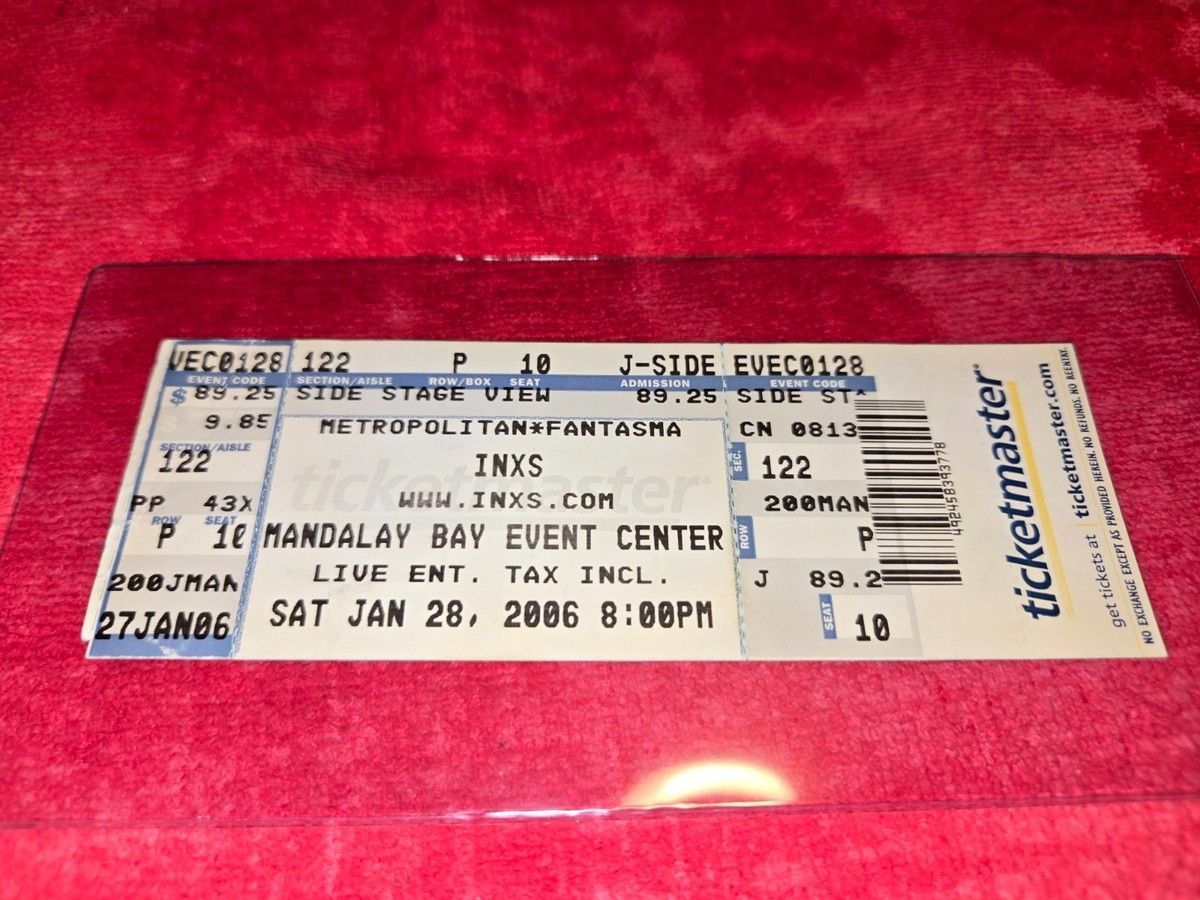 VEC0128
EVENT CODE
$ 89.25
9.85
SECTION/AISLE
122
PP 43X
ROW SEAT
P 10
200JMAN
27JAN06
122 P 10 J-SIDE
SECTION/AISLE ROW/BOX SEAT ADMISSION
SIDE STAGE VIEW 89.25
METROPOLITAN*FANTASMA
ticketmaster
INXS
WWW.INXS.COM
MANDALAY BAY EVENT CENTER
LIVE ENT. TAX INCL.
SAT JAN 28, 2006 8:00PM
EVEC0128
EVENT CODE
SIDE ST
CN 0813
SEC. 122
200MAN
ROW P
J 89.2
SEAT 10
492458393778
ticketmaster
get tickets at ticketmaster.com
NO EXCHANGE EXCEPT AS PROVIDED HEREIN, NO REFUNDS, NO REENTRY.